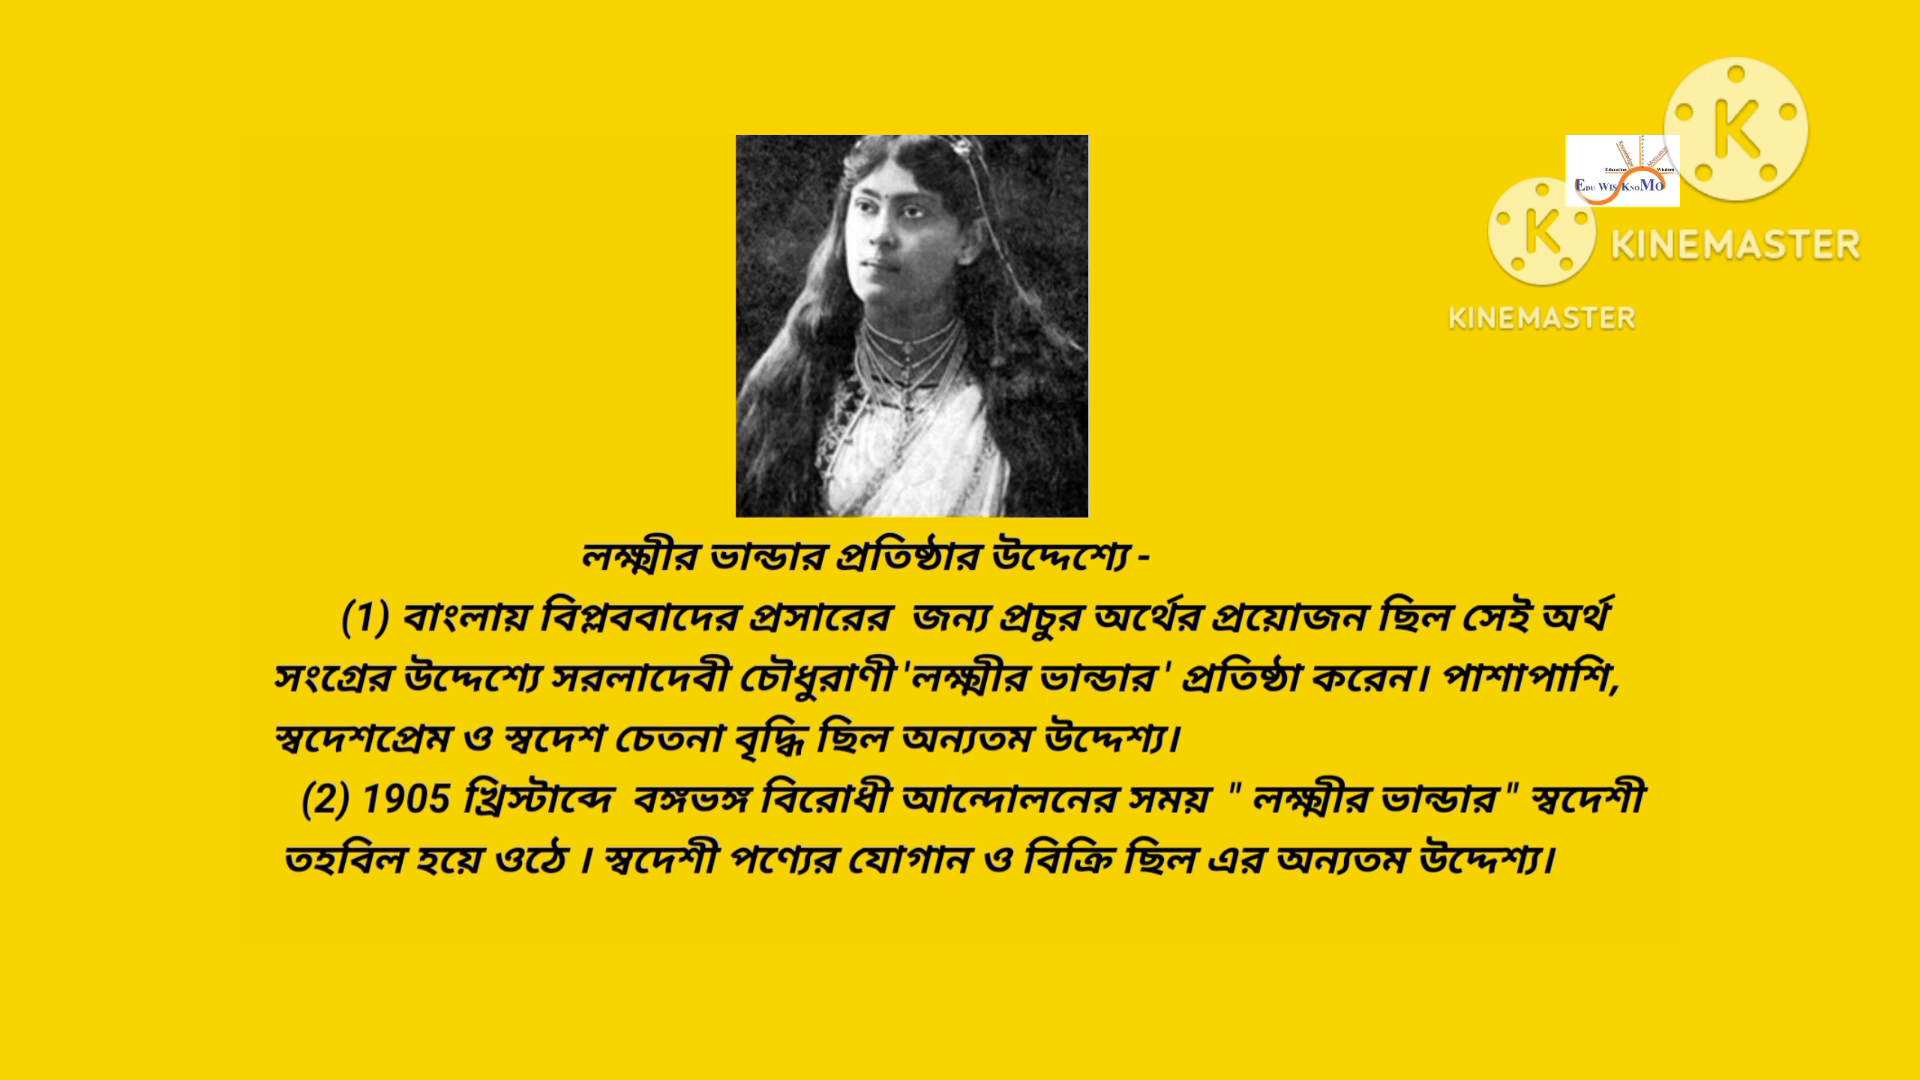 KINEMASTER
KINEMASTER
EDU WISKNOMO
লক্ষ্মীর ভান্ডার প্রতিষ্ঠার উদ্দেশ্যে -
(1) বাংলায় বিপ্লববাদের প্রসারের জন্য প্রচুর অর্থের প্রয়োজন ছিল সেই অর্থ
সংগ্রের উদ্দেশ্যে সরলাদেবী চৌধুরাণী 'লক্ষ্মীর ভান্ডার' প্রতিষ্ঠা করেন। পাশাপাশি,
স্বদেশপ্রেম ও স্বদেশ চেতনা বৃদ্ধি ছিল অন্যতম উদ্দেশ্য।
(2) 1905 খ্রিস্টাব্দে বঙ্গভঙ্গ বিরোধী আন্দোলনের সময় " লক্ষ্মীর ভান্ডার" স্বদেশী
তহবিল হয়ে ওঠে । স্বদেশী পণ্যের যোগান ও বিক্রি ছিল এর অন্যতম উদ্দেশ্য।